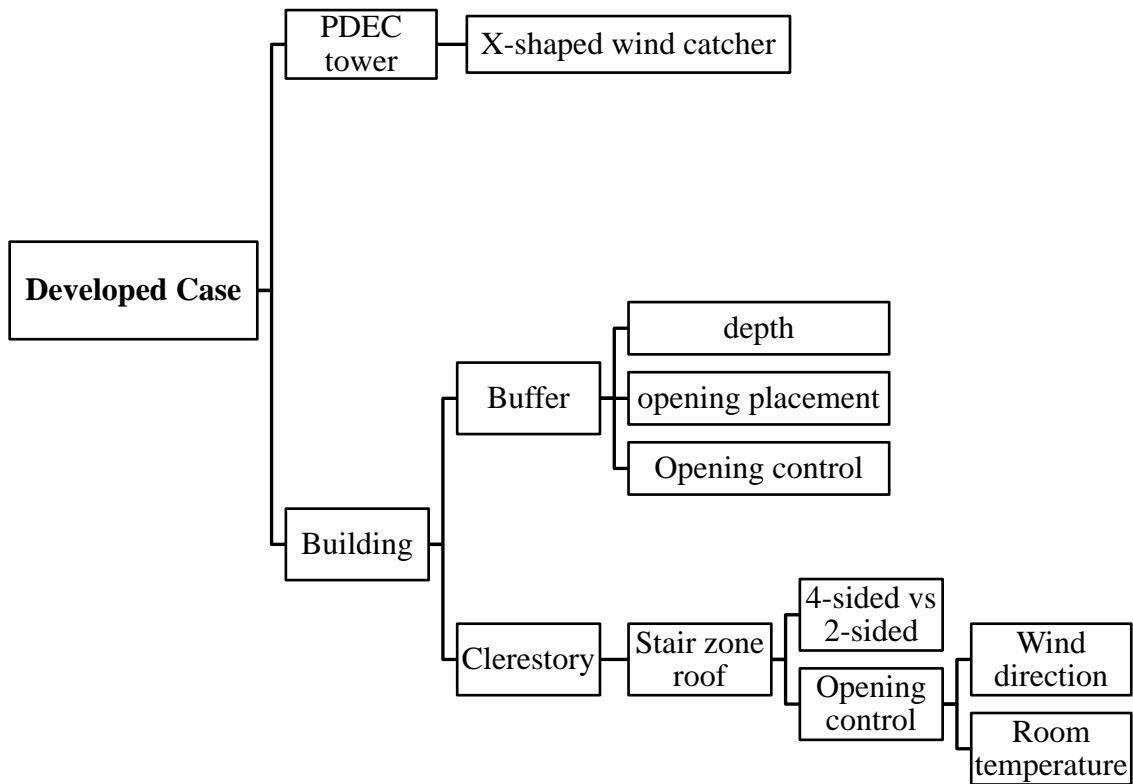 PDEC
tower
X-shaped wind catcher
Developed Case
depth
Buffer
opening placement
Opening control
Building
4-sided vs
2-sided
Clerestory
Stair zone
roof
Wind
direction
Opening
control
Room
temperature